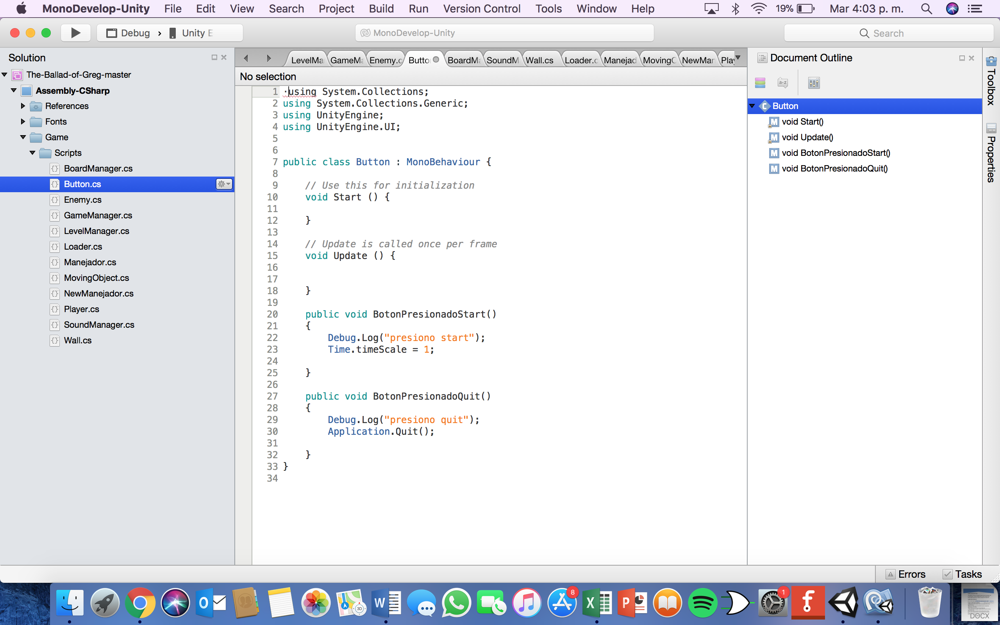 MonoDevelop-Unity File Edit View Search Project Build Run Version Control Tools Window Help 19% Mar 4:03 p. m.
Debug › Unity E MonoDevelop-Unity Search
Solution
The-Ballad-of-Greg-master
Assembly-CSharp
References
Fonts
Game
Scripts
BoardManager.cs
Button.cs
Enemy.cs
GameManager.cs
LevelManager.cs
Loader.cs
Manejador.cs
MovingObject.cs
NewManejador.cs
Player.cs
SoundManager.cs
Wall.cs
LevelMa GameMa Enemy.c Butto BoardMa SoundM Wall.cs Loader.c Manejad MovingC NewMar Play
No selection
1 ·using System.Collections;
2 using System.Collections.Generic;
3 using UnityEngine;
4 using UnityEngine.UI;
5
6
7 public class Button : MonoBehaviour {
8
9 // Use this for initialization
10 void Start () {
11
12 }
13
14 // Update is called once per frame
15 void Update () {
16
17
18 }
19
20 public void BotonPresionadoStart()
21 {
22 Debug.Log("presiono start");
23 Time.timeScale = 1;
24
25 }
26
27 public void BotonPresionadoQuit()
28 {
29 Debug.Log("presiono quit");
30 Application.Quit();
31
32 }
33 }
34
Document Outline
a-z
C Button
M void Start()
M void Update()
M void BotonPresionadoStart()
M void BotonPresionadoQuit()
Toolbox
Properties
Errors Tasks
8
1
3D
DOCX